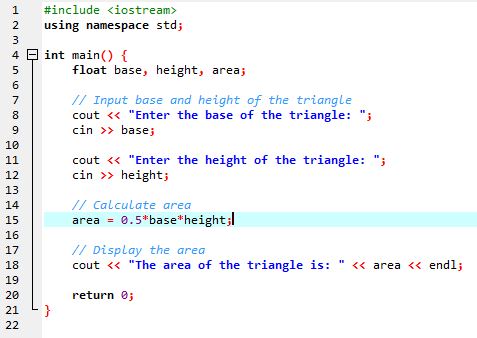 1 #include <iostream>
2 using namespace std;
3
4 int main() {
5 float base, height, area;
6
7 // Input base and height of the triangle
8 cout << "Enter the base of the triangle: ";
9 cin >> base;
10
11 cout << "Enter the height of the triangle: ";
12 cin >> height;
13
14 // Calculate area
15 area = 0.5*base*height;
16
17 // Display the area
18 cout << "The area of the triangle is: " << area << endl;
19
20 return 0;
21 }
22